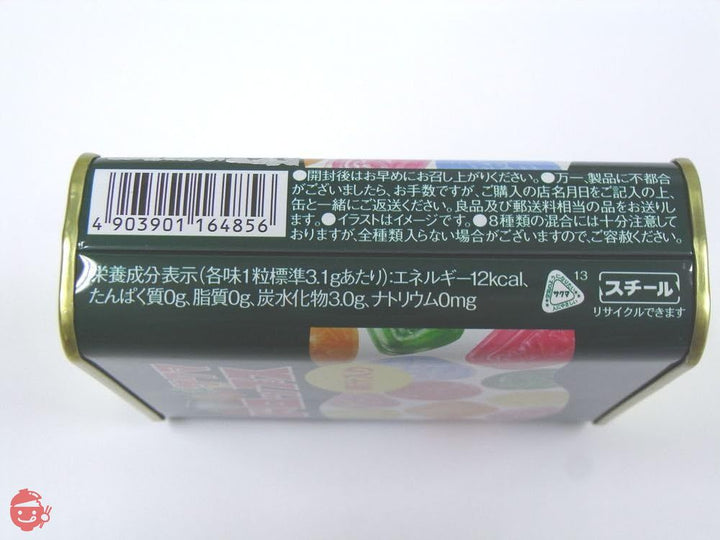 ●開封後はお早めにお召し上がりください。●万一、製品に不都合
がございましたら、お手数ですが、ご購入の店名月日をご記入の上、
缶と一緒にご返送ください。良品及び郵送料相当の品をお送りし
ます。●イラストはイメージです。●8種類の混合には十分注意して
おりますが、全種類入らない場合がございますので、ご容赦ください。
4 903901 164856
栄養成分表示(各味1粒標準3.1gあたり):エネルギー12kcal、
たんぱく質0g、脂質0g、炭水化物3.0g、ナトリウム0mg
サクマ
13
スチール
リサイクルできます